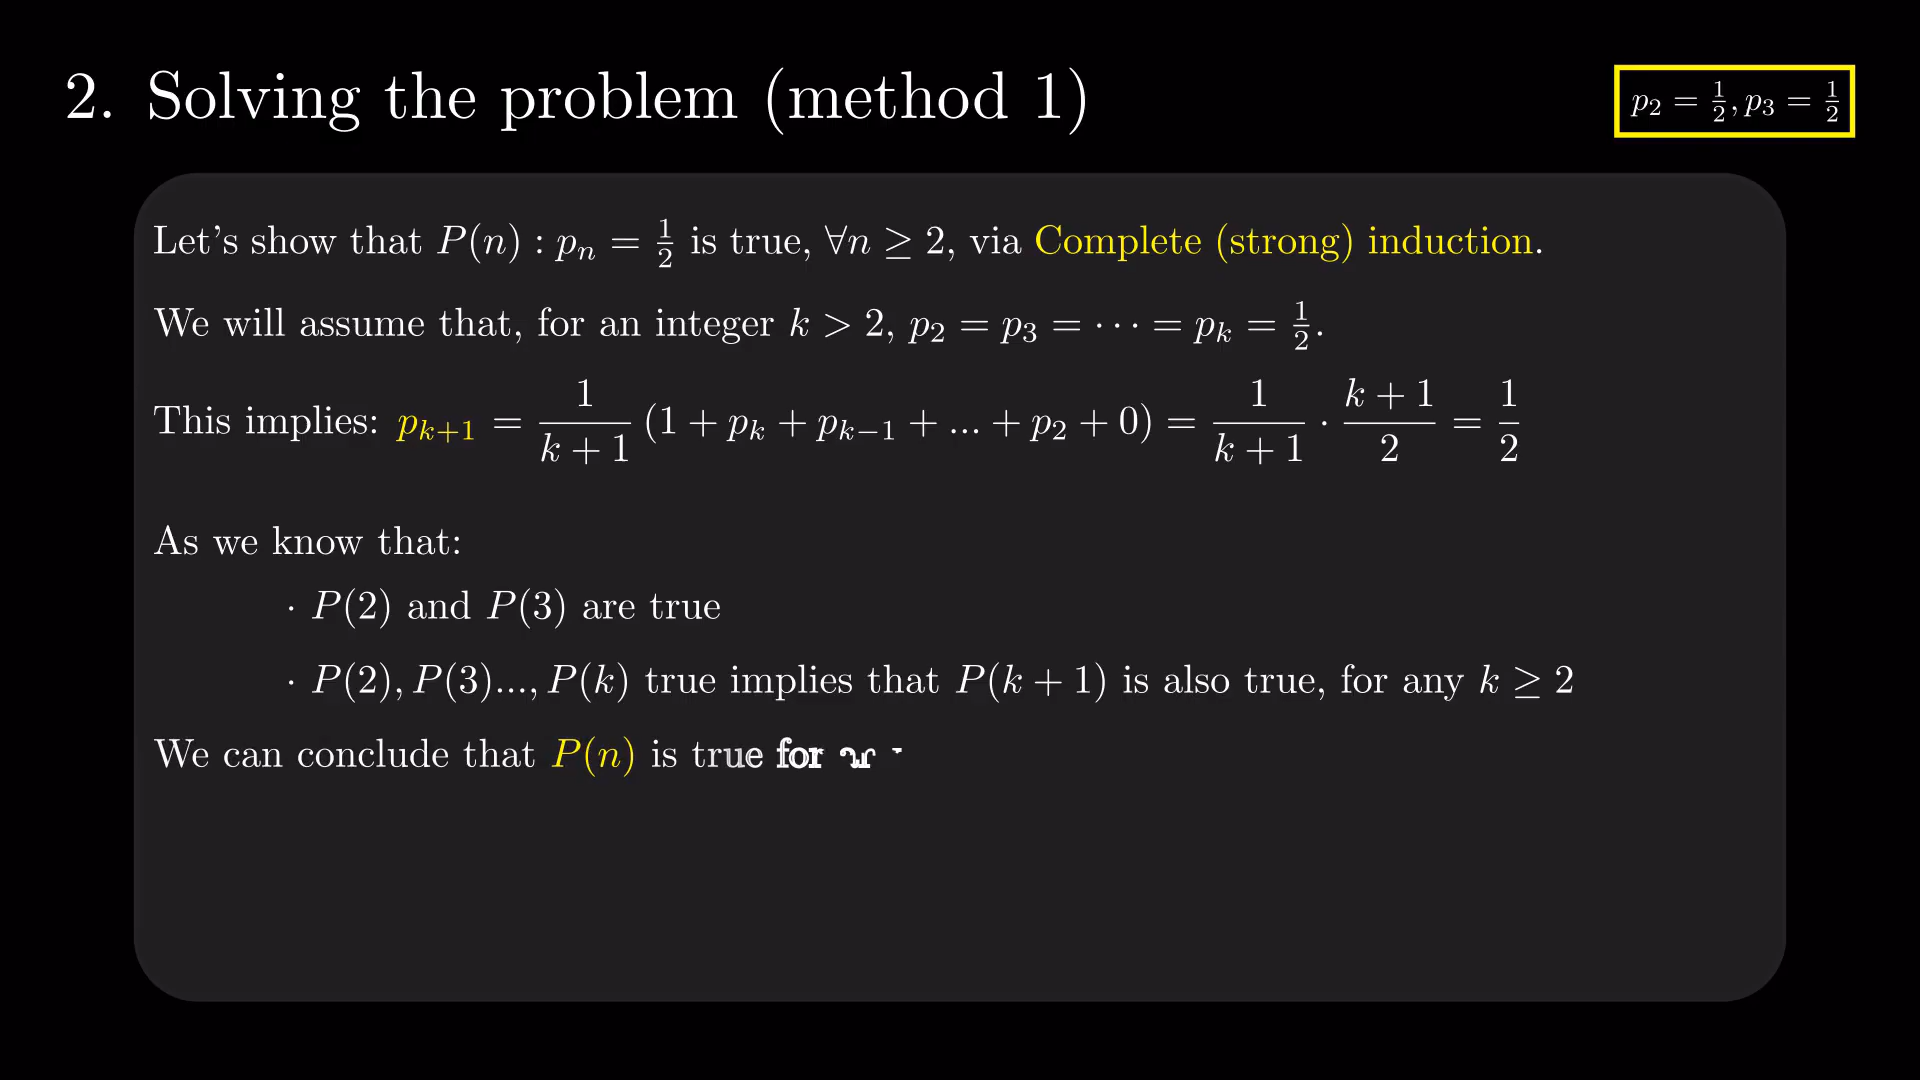 2. Solving the problem (method 1)
p₂ = 1/2, p₃ = 1/2
Let's show that P(n) : pₙ = 1/2 is true, ∀n ≥ 2, via Complete (strong) induction.
We will assume that, for an integer k > 2, p₂ = p₃ = ⋯ = pₖ = 1/2.
This implies: pₖ₊₁ = 1/(k + 1) (1 + pₖ + pₖ₋₁ + ... + p₂ + 0) = 1/(k + 1) · (k + 1)/2 = 1/2
As we know that:
· P(2) and P(3) are true
· P(2), P(3)..., P(k) true implies that P(k + 1) is also true, for any k ≥ 2
We can conclude that P(n) is true for